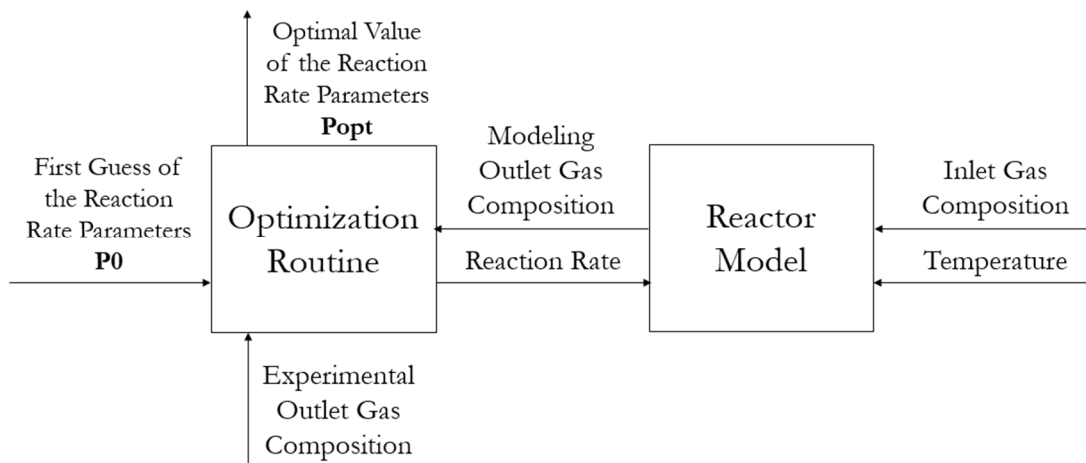 Optimal Value
of the Reaction
Rate Parameters
Popt
First Guess of
the Reaction
Rate Parameters
P0
Optimization
Routine
Modeling
Outlet Gas
Composition
Reaction Rate
Reactor
Model
Inlet Gas
Composition
Temperature
Experimental
Outlet Gas
Composition